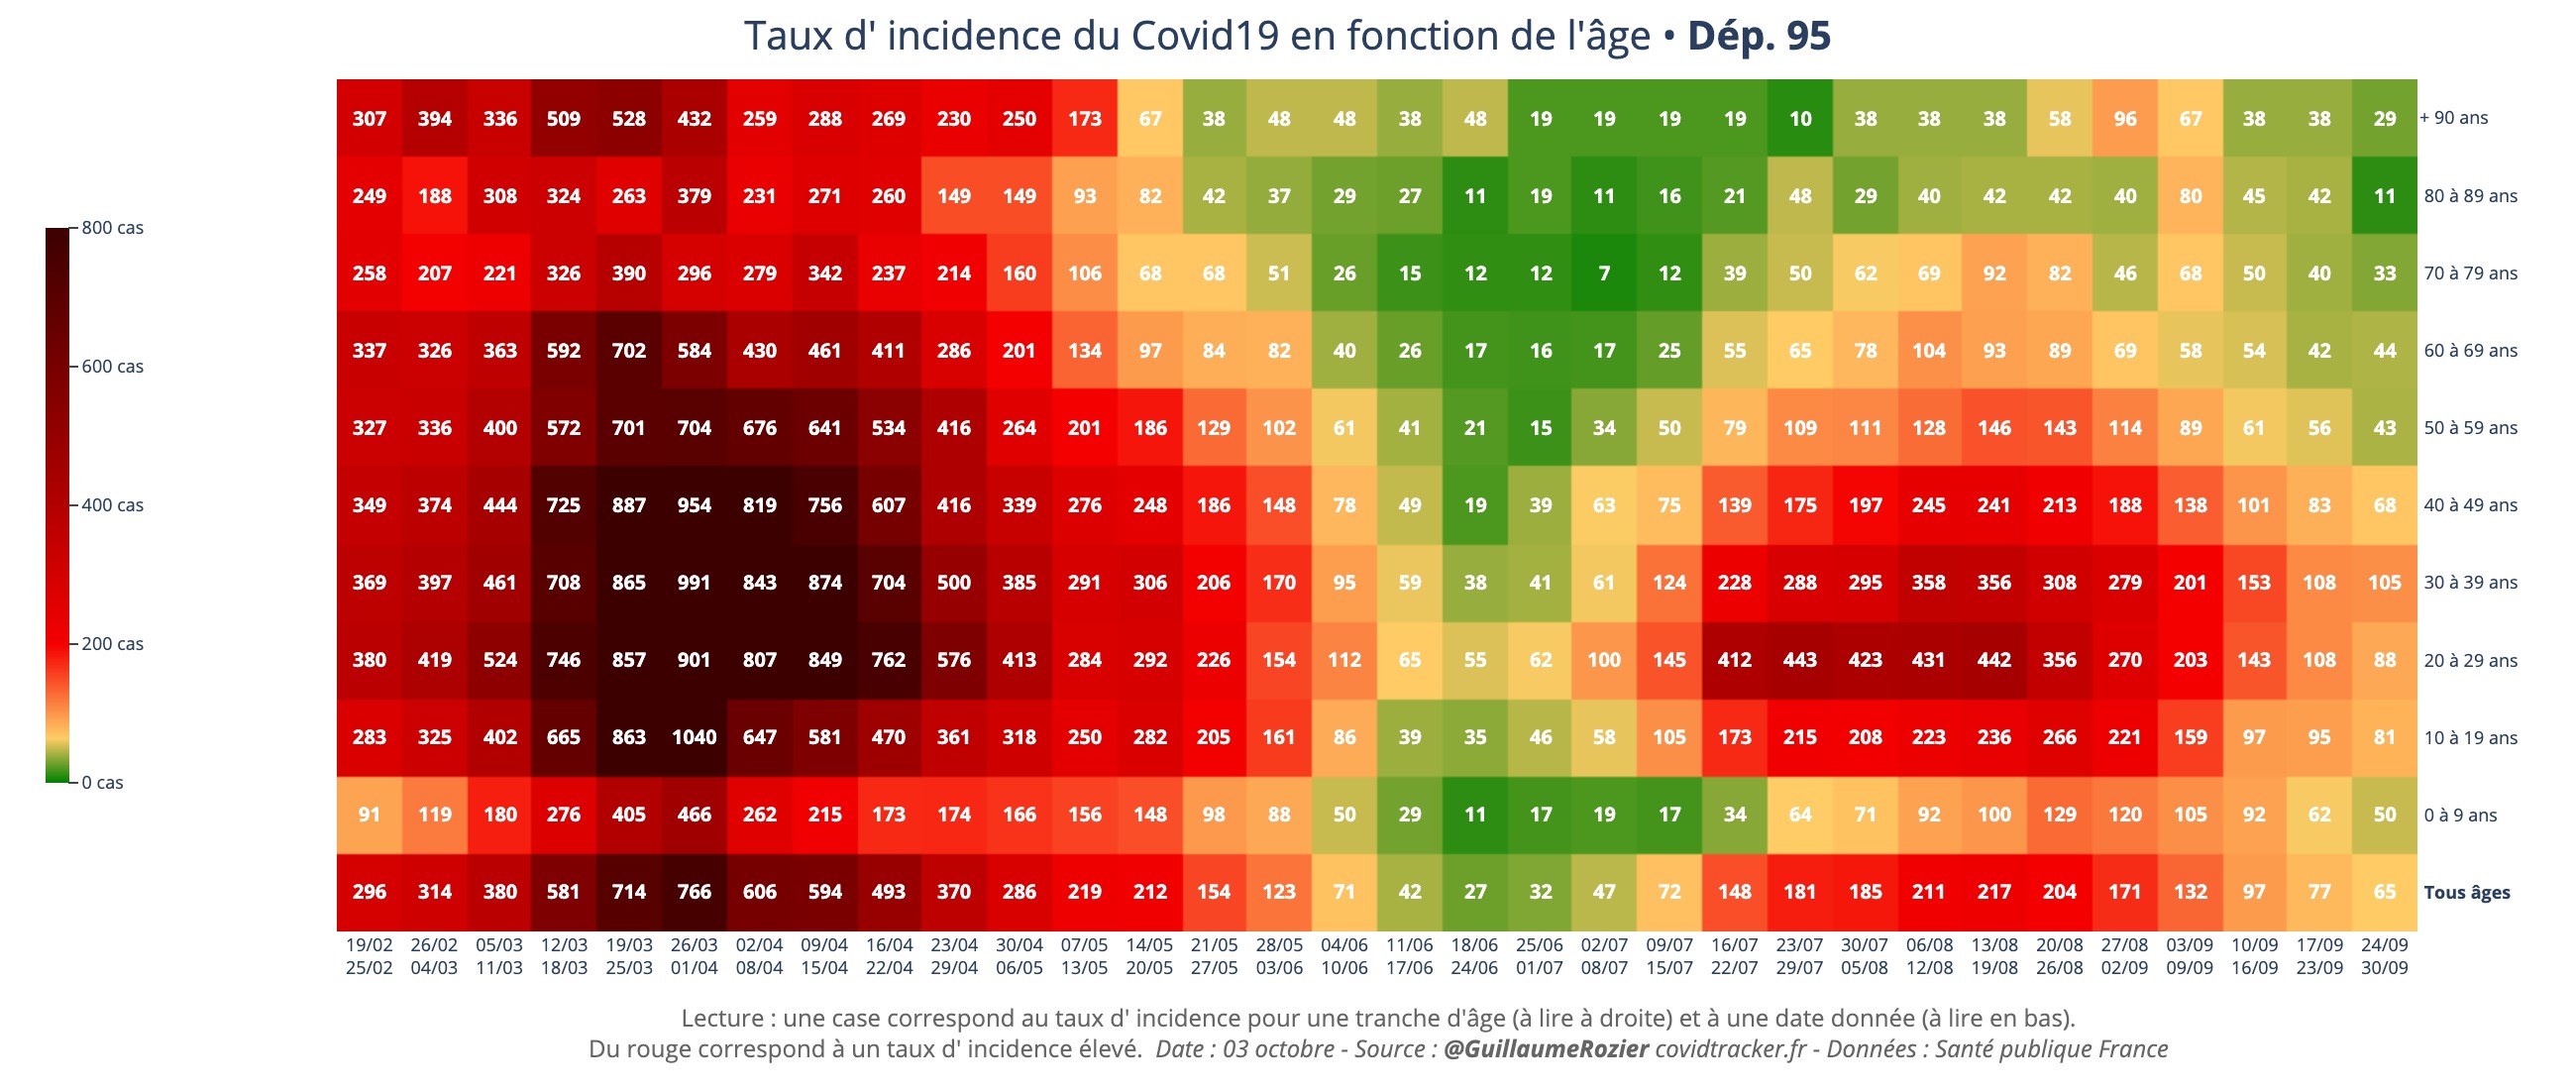 Taux d' incidence du Covid19 en fonction de l'âge • Dép. 95
800 cas
600 cas
400 cas
200 cas
0 cas
307 394 336 509 528 432 259 288 269 230 250 173 67 38 48 48 38 48 19 19 19 19 10 38 38 38 58 96 67 38 38 29 + 90 ans
249 188 308 324 263 379 231 271 260 149 149 93 82 42 37 29 27 11 19 11 16 21 48 29 40 42 42 40 80 45 42 11 80 à 89 ans
258 207 221 326 390 296 279 342 237 214 160 106 68 68 51 26 15 12 12 7 12 39 50 62 69 92 82 46 68 50 40 33 70 à 79 ans
337 326 363 592 702 584 430 461 411 286 201 134 97 84 82 40 26 17 16 17 25 55 65 78 104 93 89 69 58 54 42 44 60 à 69 ans
327 336 400 572 701 704 676 641 534 416 264 201 186 129 102 61 41 21 15 34 50 79 109 111 128 146 143 114 89 61 56 43 50 à 59 ans
349 374 444 725 887 954 819 756 607 416 339 276 248 186 148 78 49 19 39 63 75 139 175 197 245 241 213 188 138 101 83 68 40 à 49 ans
369 397 461 708 865 991 843 874 704 500 385 291 306 206 170 95 59 38 41 61 124 228 288 295 358 356 308 279 201 153 108 105 30 à 39 ans
380 419 524 746 857 901 807 849 762 576 413 284 292 226 154 112 65 55 62 100 145 412 443 423 431 442 356 270 203 143 108 88 20 à 29 ans
283 325 402 665 863 1040 647 581 470 361 318 250 282 205 161 86 39 35 46 58 105 173 215 208 223 236 266 221 159 97 95 81 10 à 19 ans
91 119 180 276 405 466 262 215 173 174 166 156 148 98 88 50 29 11 17 19 17 34 64 71 92 100 129 120 105 92 62 50 0 à 9 ans
296 314 380 581 714 766 606 594 493 370 286 219 212 154 123 71 42 27 32 47 72 148 181 185 211 217 204 171 132 97 77 65 Tous âges
19/02 26/02 05/03 12/03 19/03 26/03 02/04 09/04 16/04 23/04 30/04 07/05 14/05 21/05 28/05 04/06 11/06 18/06 25/06 02/07 09/07 16/07 23/07 30/07 06/08 13/08 20/08 27/08 03/09 10/09 17/09 24/09
25/02 04/03 11/03 18/03 25/03 01/04 08/04 15/04 22/04 29/04 06/05 13/05 20/05 27/05 03/06 10/06 17/06 24/06 01/07 08/07 15/07 22/07 29/07 05/08 12/08 19/08 26/08 02/09 09/09 16/09 23/09 30/09
Lecture : une case correspond au taux d' incidence pour une tranche d'âge (à lire à droite) et à une date donnée (à lire en bas).
Du rouge correspond à un taux d' incidence élevé. Date : 03 octobre - Source : @GuillaumeRozier covidtracker.fr - Données : Santé publique France